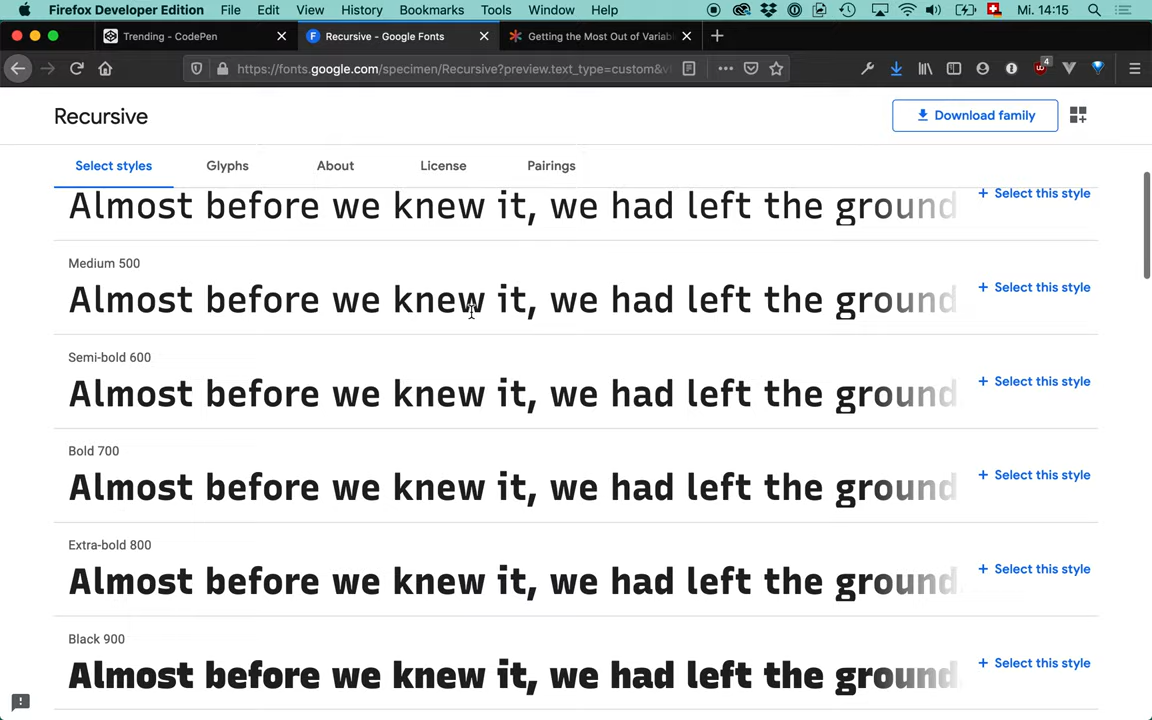 Firefox Developer Edition File Edit View History Bookmarks Tools Window Help Mi. 14:15
Trending - CodePen Recursive - Google Fonts Getting the Most Out of Variab
https://fonts.google.com/specimen/Recursive?preview.text_type=custom& 4
Recursive Download family
Select styles Glyphs About License Pairings
Almost before we knew it, we had left the ground Select this style
Medium 500
Almost before we knew it, we had left the ground Select this style
Semi-bold 600
Almost before we knew it, we had left the ground Select this style
Bold 700
Almost before we knew it, we had left the ground Select this style
Extra-bold 800
Almost before we knew it, we had left the ground. Select this style
Black 900
Almost before we knew it, we had left the ground. Select this style